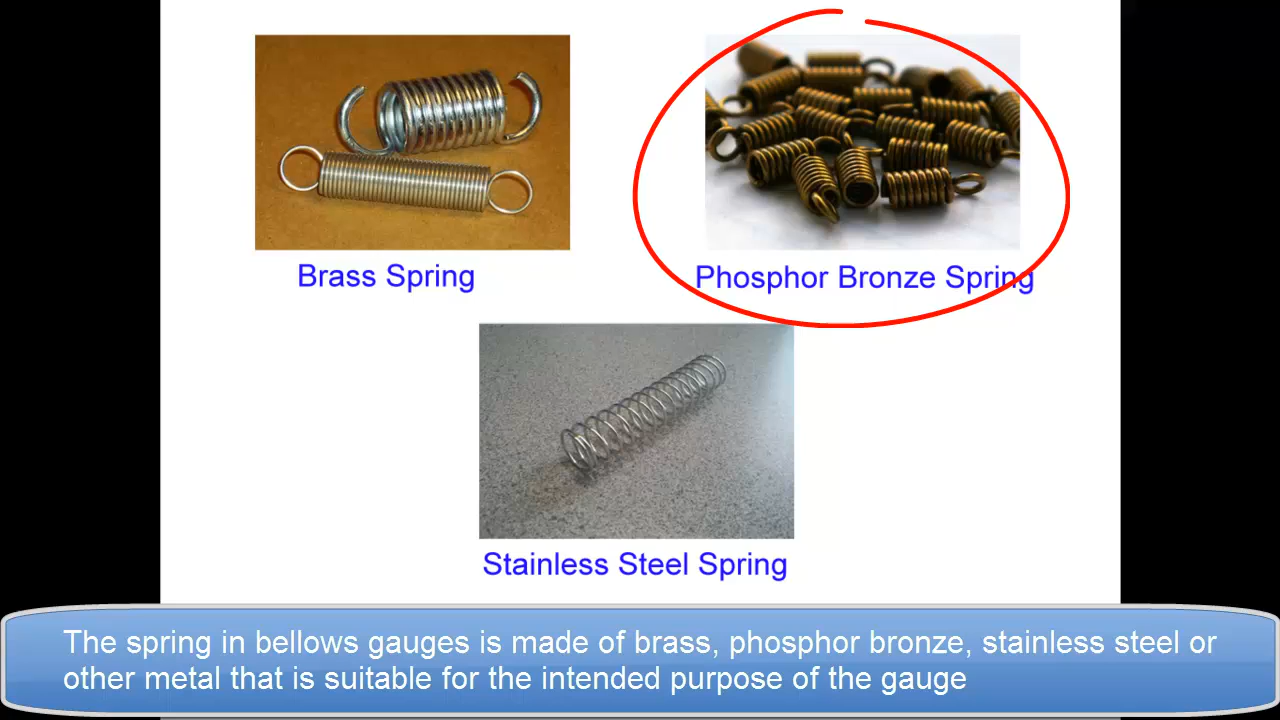 Brass Spring
Phosphor Bronze Spring
Stainless Steel Spring
The spring in bellows gauges is made of brass, phosphor bronze, stainless steel or
other metal that is suitable for the intended purpose of the gauge